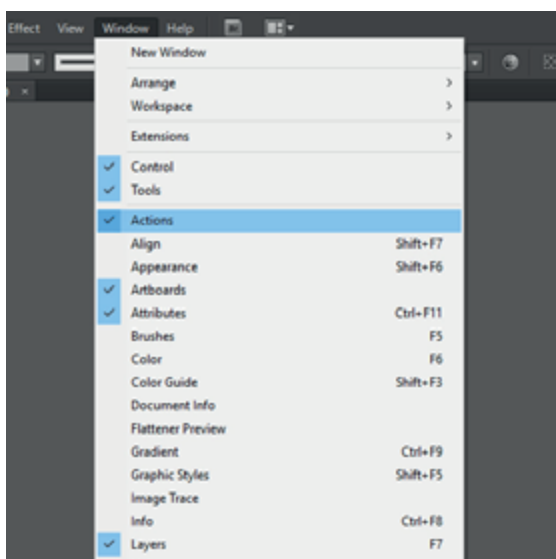 Effect View Window Help
New Window
Arrange
Workspace
Extensions
Control
Tools
Actions
Align Shift+F7
Appearance Shift+F6
Artboards
Attributes Ctrl+F11
Brushes F5
Color F6
Color Guide Shift+F3
Document Info
Flattener Preview
Gradient Ctrl+F9
Graphic Styles Shift+F5
Image Trace
Info Ctrl+F8
Layers F7